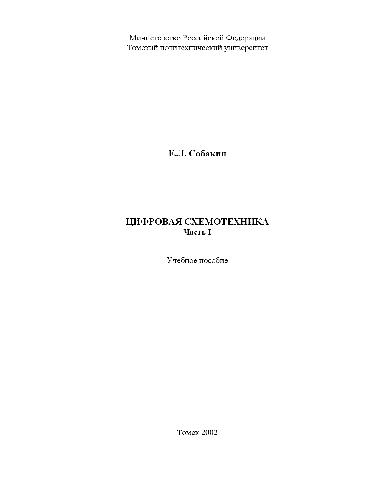 Министерство Российской Федерации
Томский политехнический университет
Е.Л. Собакин
ЦИФРОВАЯ СХЕМОТЕХНИКА
Часть I
Учебное пособие
Томск 2002